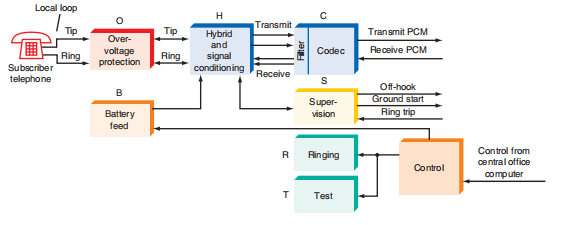 Local loop
O
H
C
Tip
Tip
Transmit
Transmit PCM
Over-
voltage
protection
Hybrid
and
signal
conditioning
Filter
Codec
Receive PCM
Ring
Ring
Receive
Subscriber
telephone
S
Off-hook
B
Ground start
Battery
feed
Super-
vision
Ring trip
R
Ringing
Control
Control from
central office
computer
T
Test